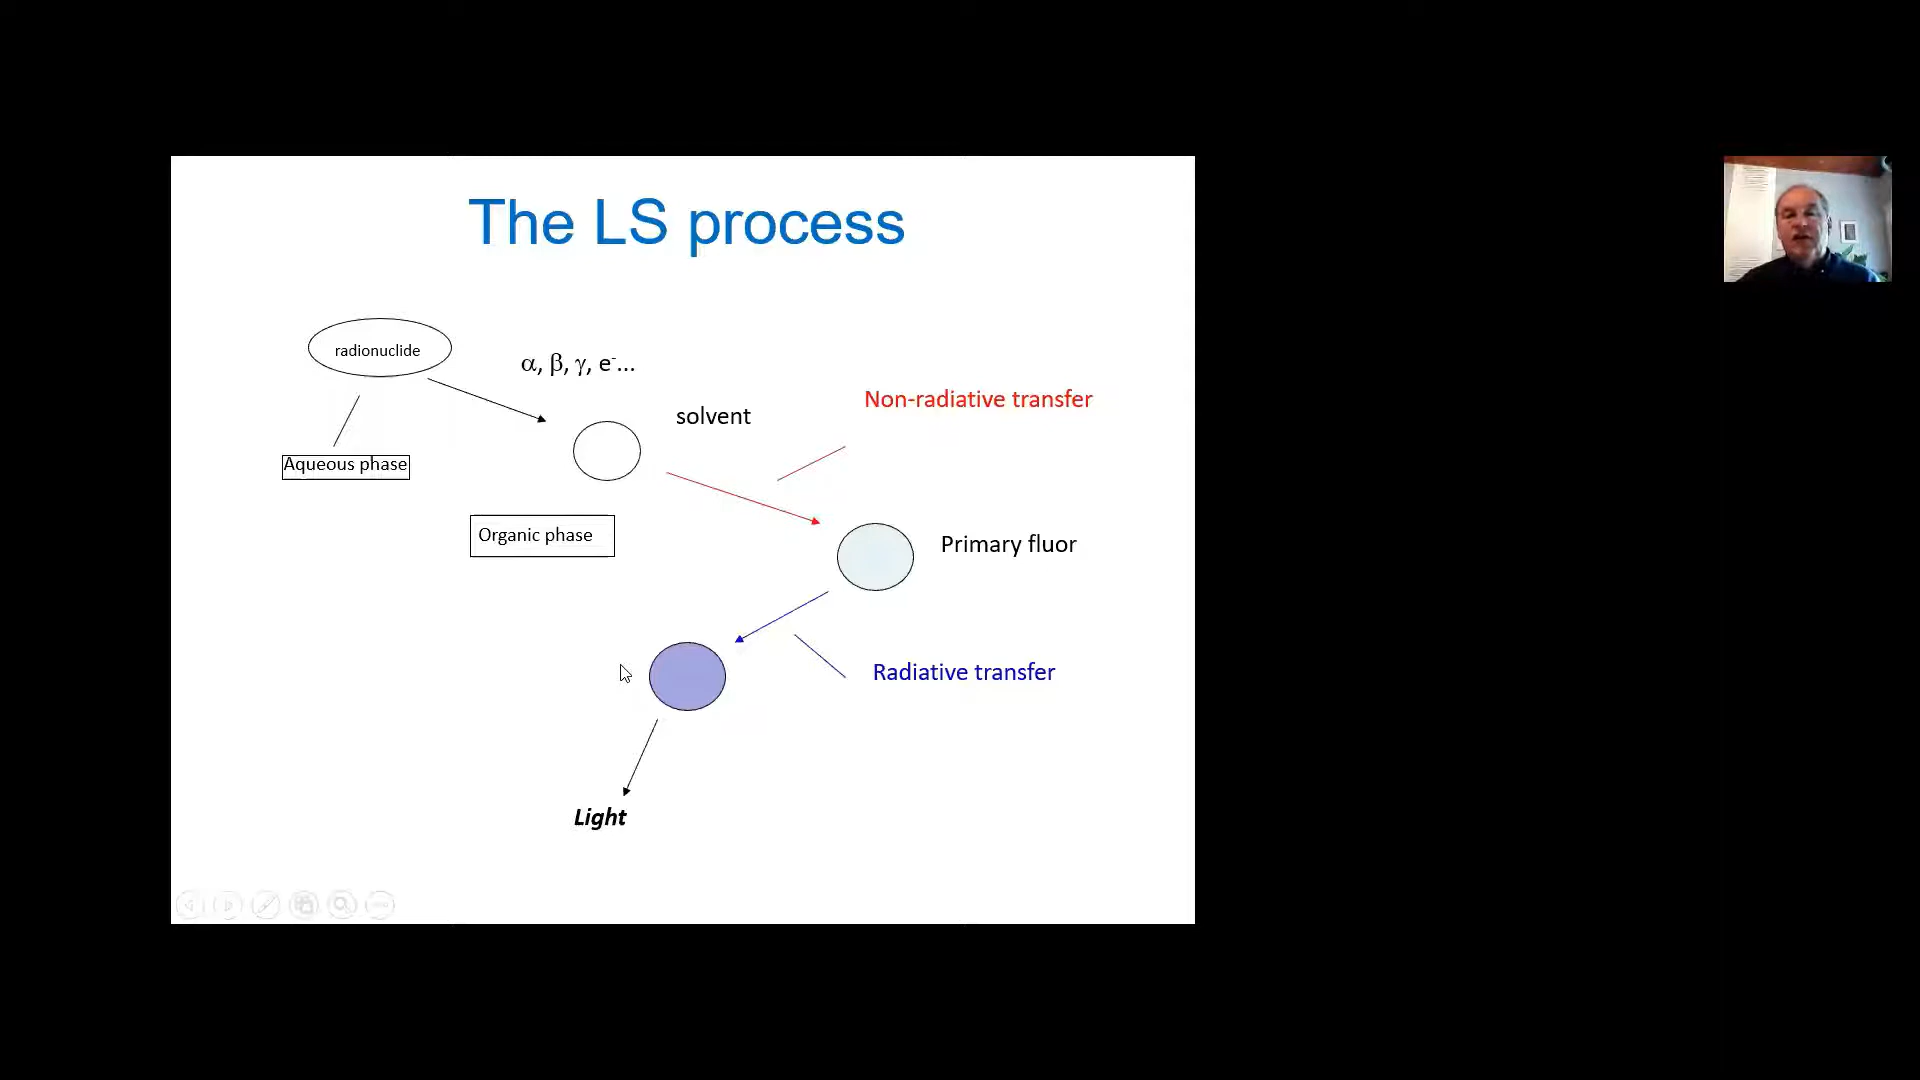 The LS process
radionuclide
α, β, γ, e-...
Non-radiative transfer
solvent
Aqueous phase
Organic phase
Primary fluor
Radiative transfer
Light